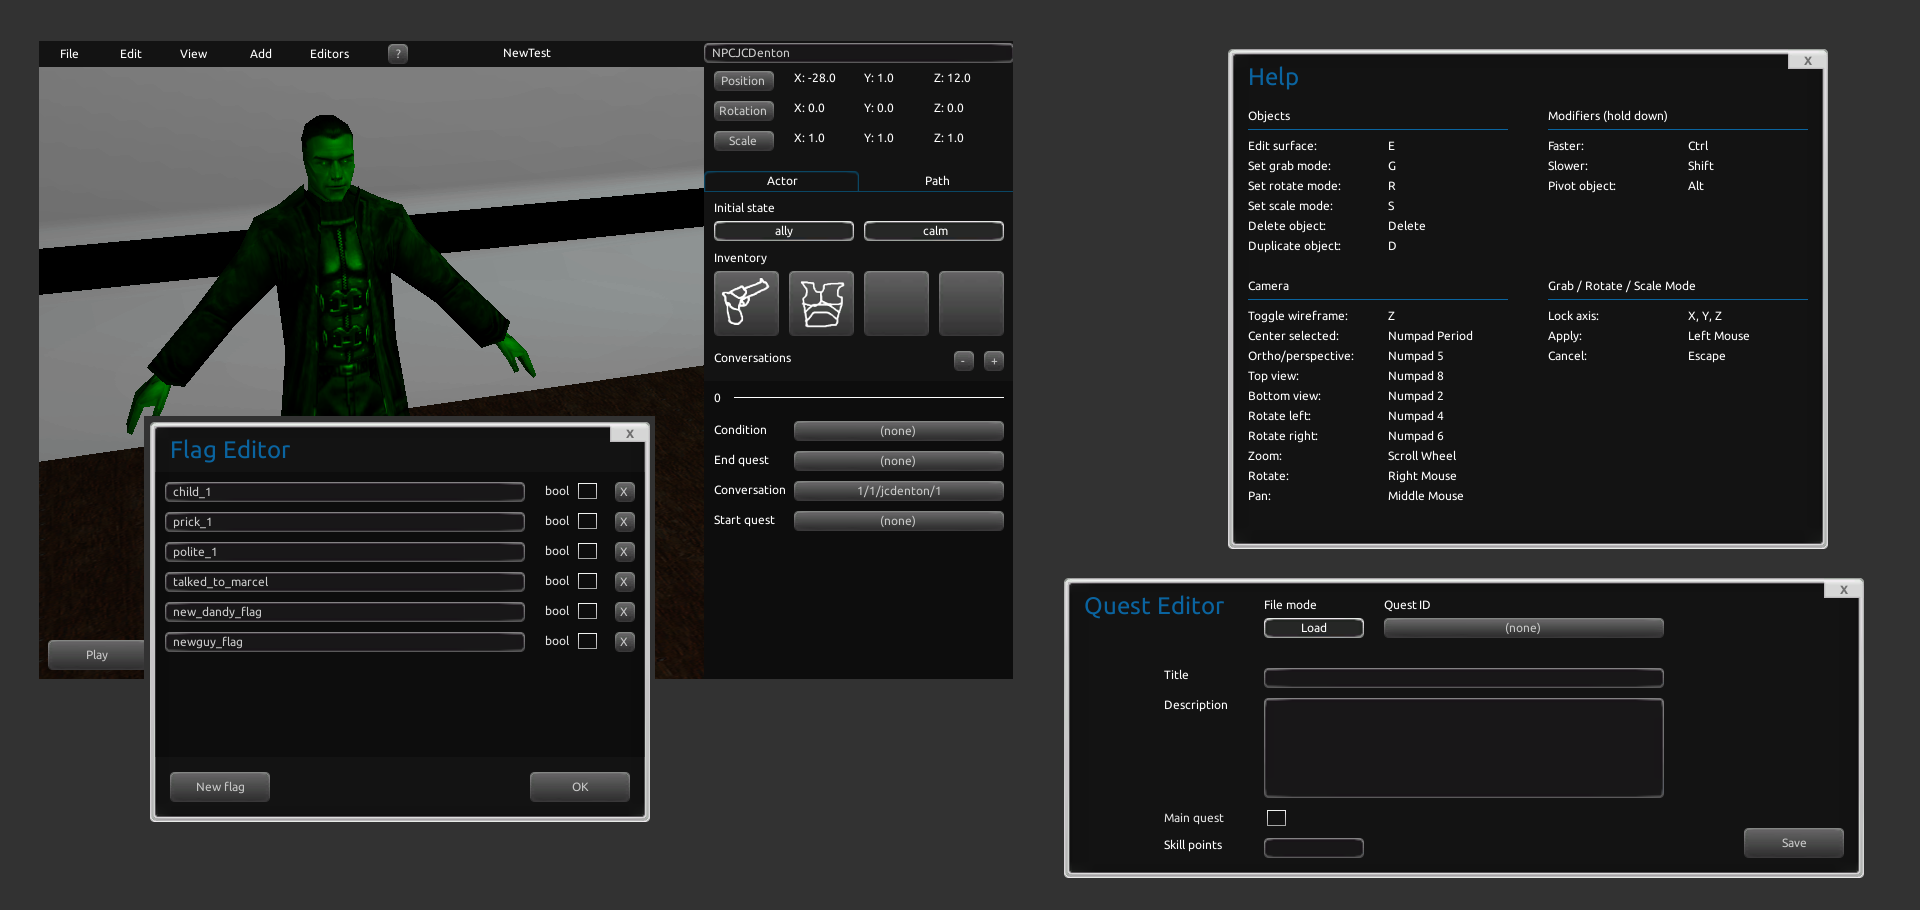 File Edit View Add Editors ? NewTest
NPCJCDenton
Position X: -28.0 Y: 1.0 Z: 12.0
Rotation X: 0.0 Y: 0.0 Z: 0.0
Scale X: 1.0 Y: 1.0 Z: 1.0
Actor Path
Initial state
ally calm
Inventory
Conversations - +
0
Condition (none)
End quest (none)
Conversation 1/1/jcdenton/1
Start quest (none)
Play
X
Flag Editor
child_1 bool X
prick_1 bool X
polite_1 bool X
talked_to_marcel bool X
new_dandy_flag bool X
newguy_flag bool X
New flag OK
X
Help
Objects
Edit surface: E
Set grab mode: G
Set rotate mode: R
Set scale mode: S
Delete object: Delete
Duplicate object: D
Modifiers (hold down)
Faster: Ctrl
Slower: Shift
Pivot object: Alt
Camera
Toggle wireframe: Z
Center selected: Numpad Period
Ortho/perspective: Numpad 5
Top view: Numpad 8
Bottom view: Numpad 2
Rotate left: Numpad 4
Rotate right: Numpad 6
Zoom: Scroll Wheel
Rotate: Right Mouse
Pan: Middle Mouse
Grab / Rotate / Scale Mode
Lock axis: X, Y, Z
Apply: Left Mouse
Cancel: Escape
X
Quest Editor
File mode Quest ID
Load (none)
Title
Description
Main quest
Skill points
Save